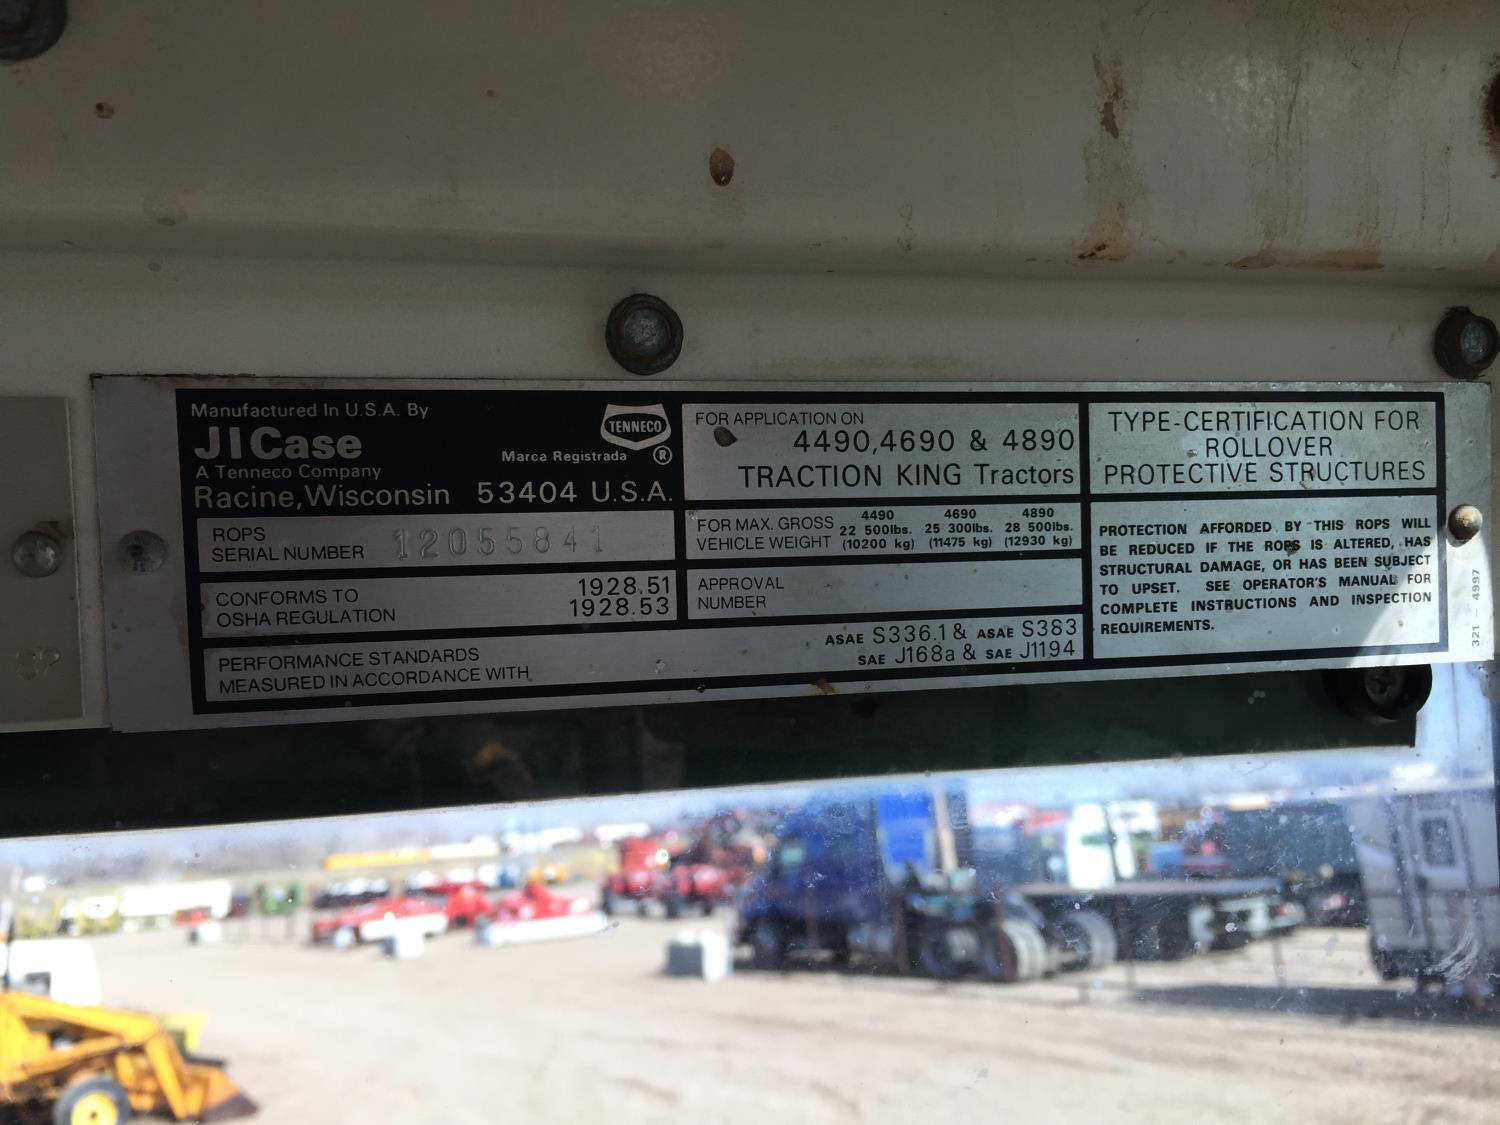 Manufactured In U.S.A. By
JICase
A Tenneco Company
Racine, Wisconsin 53404 U.S.A.
TENNECO
Marca Registrada ®
ROPS
SERIAL NUMBER 12055841
CONFORMS TO
OSHA REGULATION
1928.51
1928.53
PERFORMANCE STANDARDS
MEASURED IN ACCORDANCE WITH
ASAE S336.1 & ASAE S383
SAE J168a & SAE J1194
FOR APPLICATION ON
4490, 4690 & 4890
TRACTION KING Tractors
FOR MAX. GROSS
VEHICLE WEIGHT
4490 4690 4890
22 500lbs. 25 300lbs. 28 500lbs.
(10200 kg) (11475 kg) (12930 kg)
APPROVAL
NUMBER
TYPE-CERTIFICATION FOR
ROLLOVER
PROTECTIVE STRUCTURES
PROTECTION AFFORDED BY THIS ROPS WILL
BE REDUCED IF THE ROPS IS ALTERED, HAS
STRUCTURAL DAMAGE, OR HAS BEEN SUBJECT
TO UPSET. SEE OPERATOR'S MANUAL FOR
COMPLETE INSTRUCTIONS AND INSPECTION
REQUIREMENTS.
321 – 4997